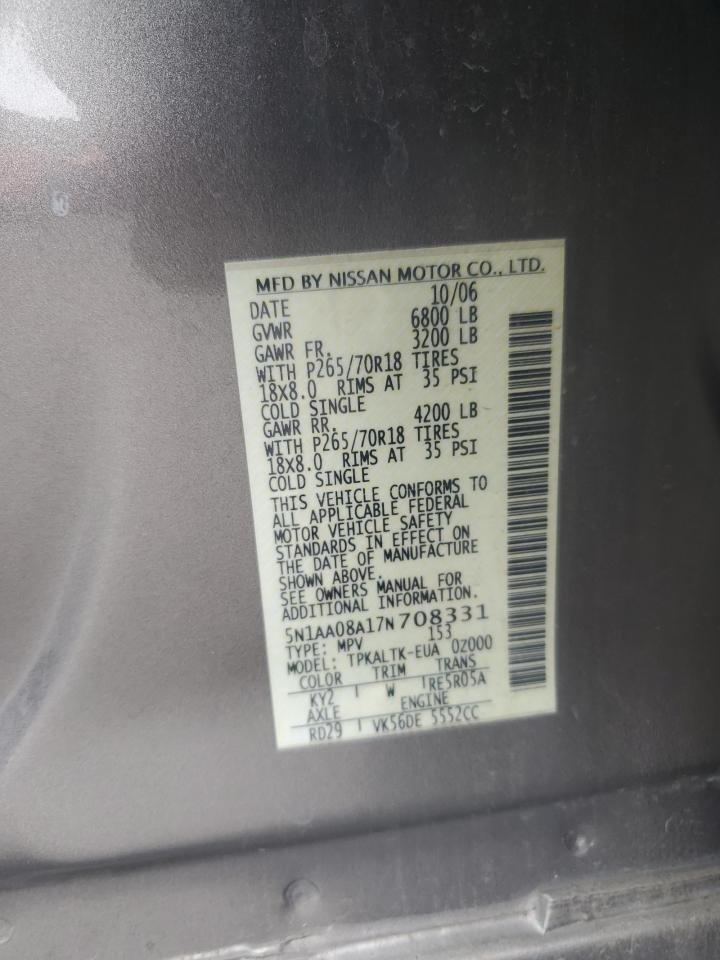 MFD BY NISSAN MOTOR CO., LTD.
DATE 10/06
GVWR 6800 LB
GAWR FR. 3200 LB
WITH P265/70R18 TIRES
18X8.0 RIMS AT 35 PSI
COLD SINGLE
GAWR RR. 4200 LB
WITH P265/70R18 TIRES
18X8.0 RIMS AT 35 PSI
COLD SINGLE
THIS VEHICLE CONFORMS TO
ALL APPLICABLE FEDERAL
MOTOR VEHICLE SAFETY
STANDARDS IN EFFECT ON
THE DATE OF MANUFACTURE
SHOWN ABOVE.
SEE OWNERS MANUAL FOR
ADDITIONAL INFORMATION.
5N1AA08A17N708331
TYPE: MPV 153
MODEL: TPKALTK-EUA 0Z000
COLOR TRIM TRANS
KY2 W RE5R05A
AXLE ENGINE
RD29 VK56DE 5552CC